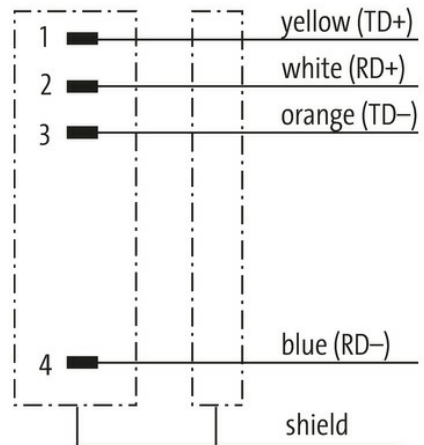 1 yellow (TD+)
2 white (RD+)
3 orange (TD–)
4 blue (RD–)
shield